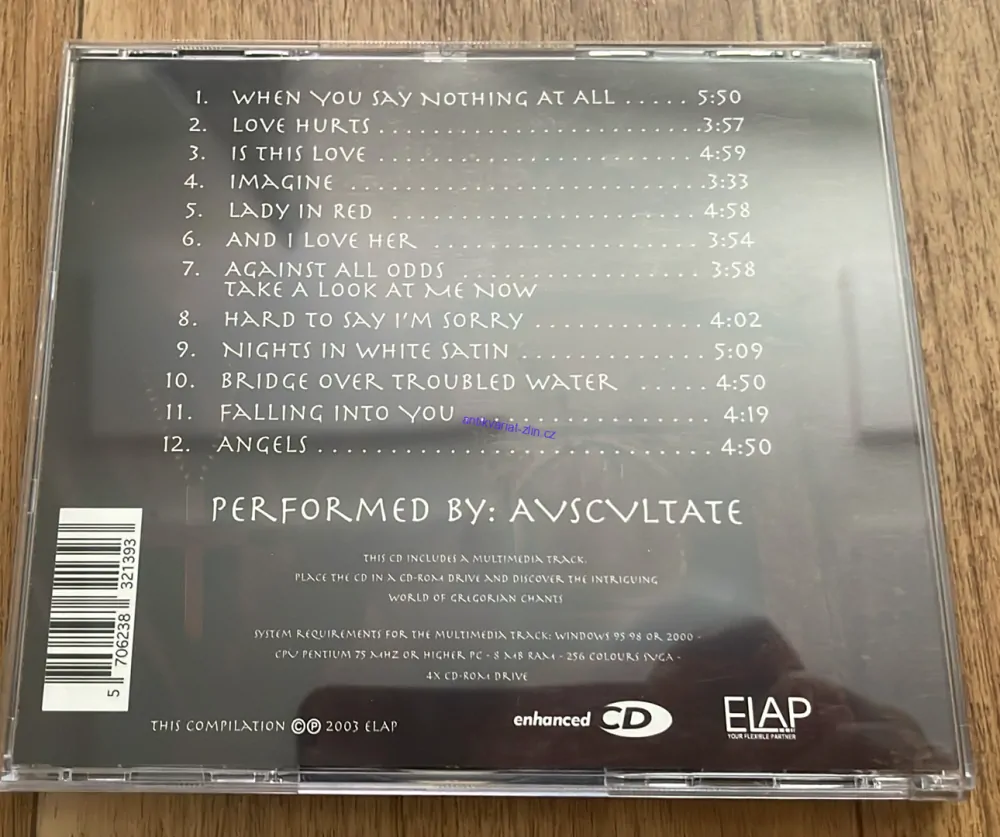 1. WHEN YOU SAY NOTHING AT ALL ..... 5:50
2. LOVE HURTS ......................... 3:57
3. IS THIS LOVE ........................ 4:59
4. IMAGINE ........................... 3:33
5. LADY IN RED ....................... 4:58
6. AND I LOVE HER .................... 3:54
7. AGAINST ALL ODDS .................. 3:58
TAKE A LOOK AT ME NOW
8. HARD TO SAY I'M SORRY ............ 4:02
9. NIGHTS IN WHITE SATIN ............. 5:09
10. BRIDGE OVER TROUBLED WATER ..... 4:50
11. FALLING INTO YOU ................. 4:19
antikvariat-zlin.cz
12. ANGELS ............................ 4:50
PERFORMED BY: AVSCVLTATE
THIS CD INCLUDES A MULTIMEDIA TRACK.
PLACE THE CD IN A CD-ROM DRIVE AND DISCOVER THE INTRIGUING
WORLD OF GREGORIAN CHANTS
SYSTEM REQUIREMENTS FOR THE MULTIMEDIA TRACK: WINDOWS 95 98 OR 2000 -
CPU PENTIUM 75 MHZ OR HIGHER PC - 8 MB RAM - 256 COLOURS SVGA -
4X CD-ROM DRIVE
5 706238 321393
THIS COMPILATION ©℗ 2003 ELAP
enhanced CD
ELAP
YOUR FLEXIBLE PARTNER